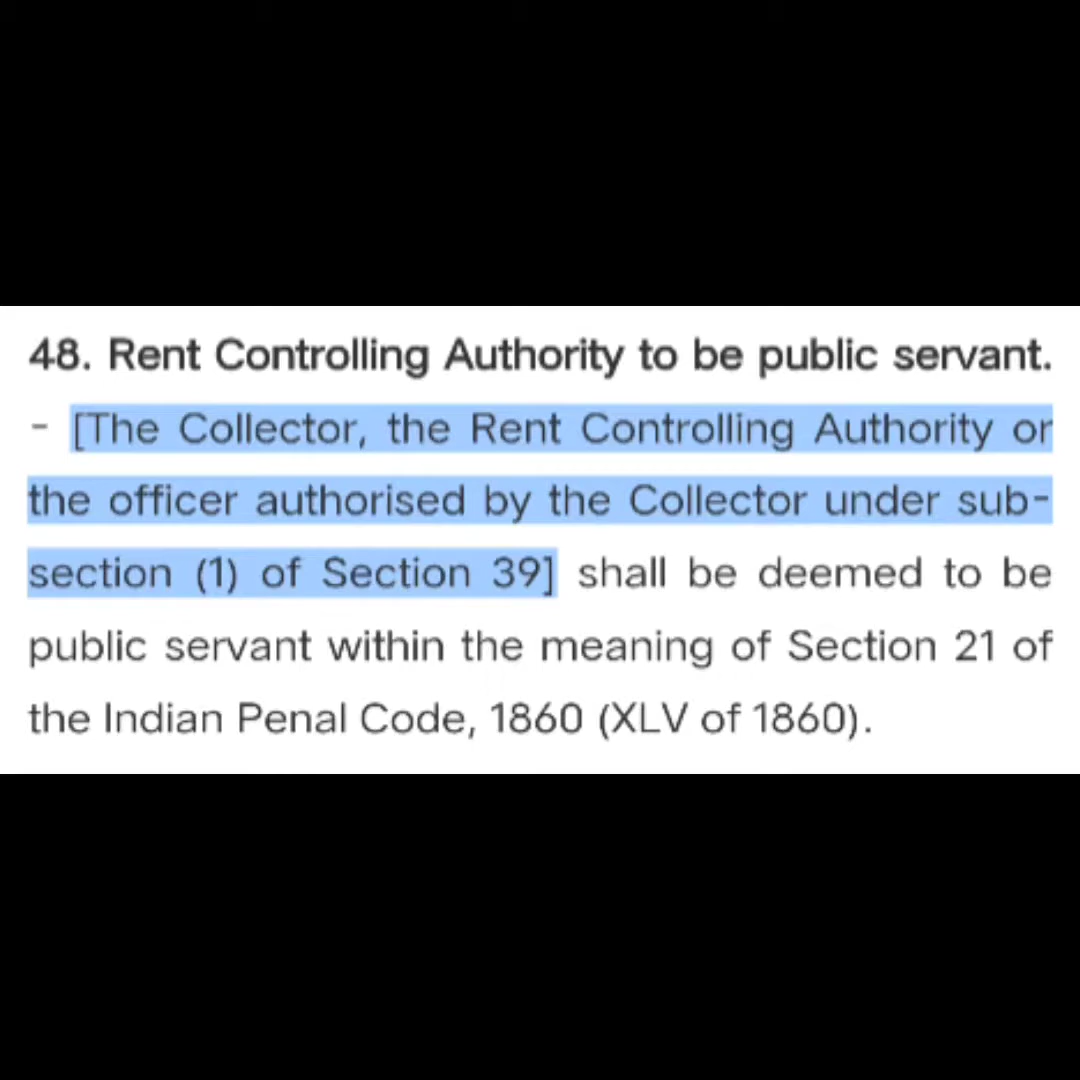 48. Rent Controlling Authority to be public servant.
- [The Collector, the Rent Controlling Authority or
the officer authorised by the Collector under sub-
section (1) of Section 39] shall be deemed to be
public servant within the meaning of Section 21 of
the Indian Penal Code, 1860 (XLV of 1860).